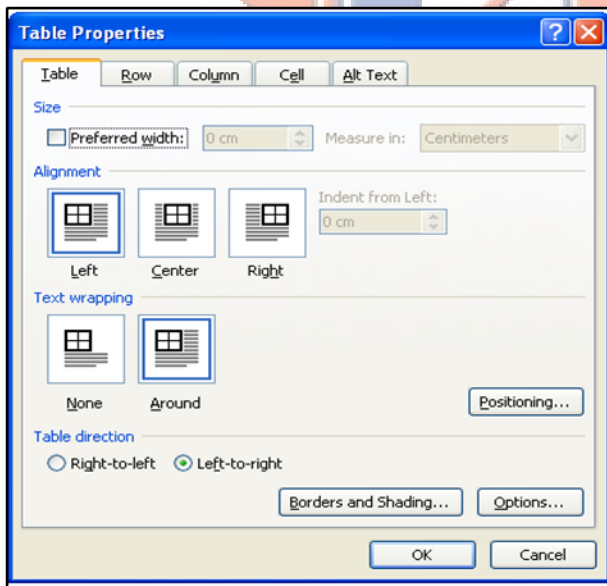 Table Properties
Table Row Column Cell Alt Text
Size
Preferred width: 0 cm Measure in: Centimeters
Alignment
Indent from Left:
0 cm
Left Center Right
Text wrapping
None Around
Positioning...
Table direction
Right-to-left Left-to-right
Borders and Shading... Options...
OK Cancel